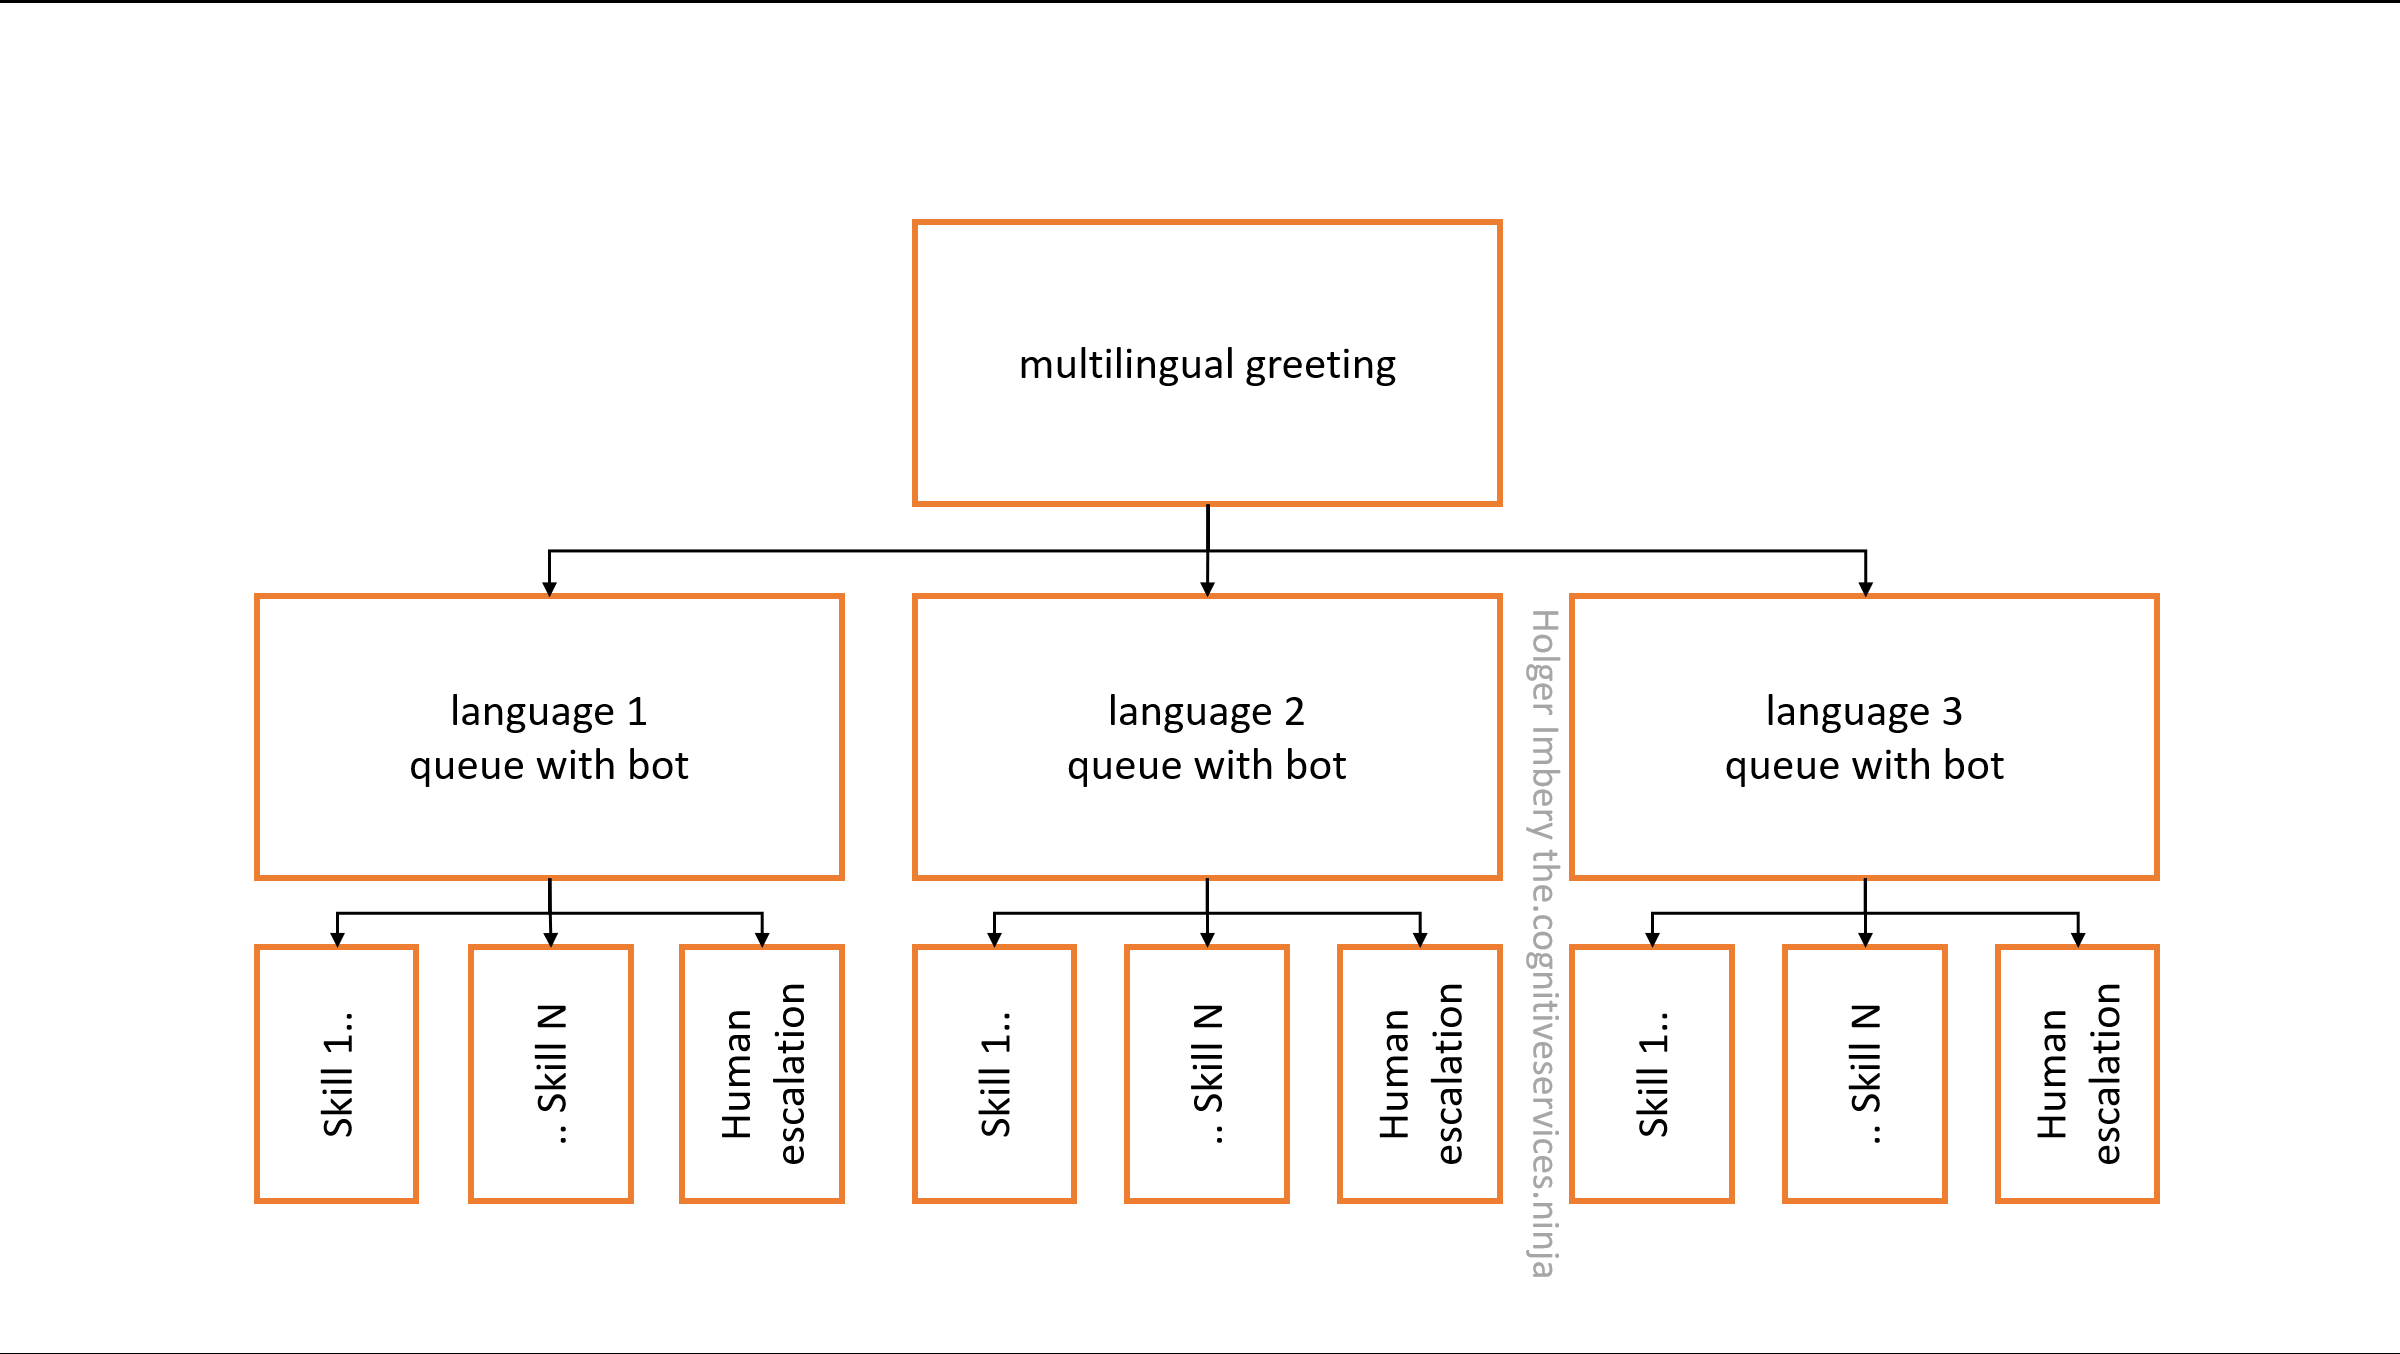 multilingual greeting
language 1
queue with bot
language 2
queue with bot
language 3
queue with bot
Skill 1..
.. Skill N
Human
escalation
Skill 1..
.. Skill N
Human
escalation
Skill 1..
.. Skill N
Human
escalation
Holger Imbery the.cognitiveservices.ninja